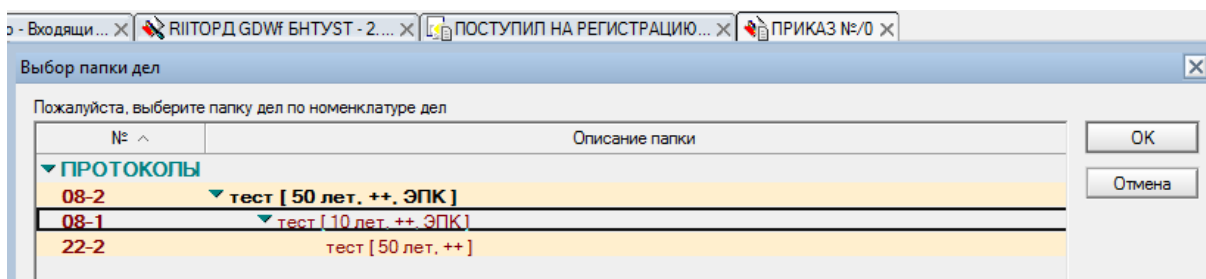 о - Входящи... RIIТОРД GDWf БНТУST - 2.... ПОСТУПИЛ НА РЕГИСТРАЦИЮ... ПРИКАЗ №/0
Выбор папки дел
Пожалуйста, выберите папку дел по номенклатуре дел
№ Описание папки OK
ПРОТОКОЛЫ
Отмена
08-2 тест [ 50 лет, ++, ЭПК ]
08-1 тест [ 10 лет, ++, ЭПК ]
22-2 тест [ 50 лет, ++ ]